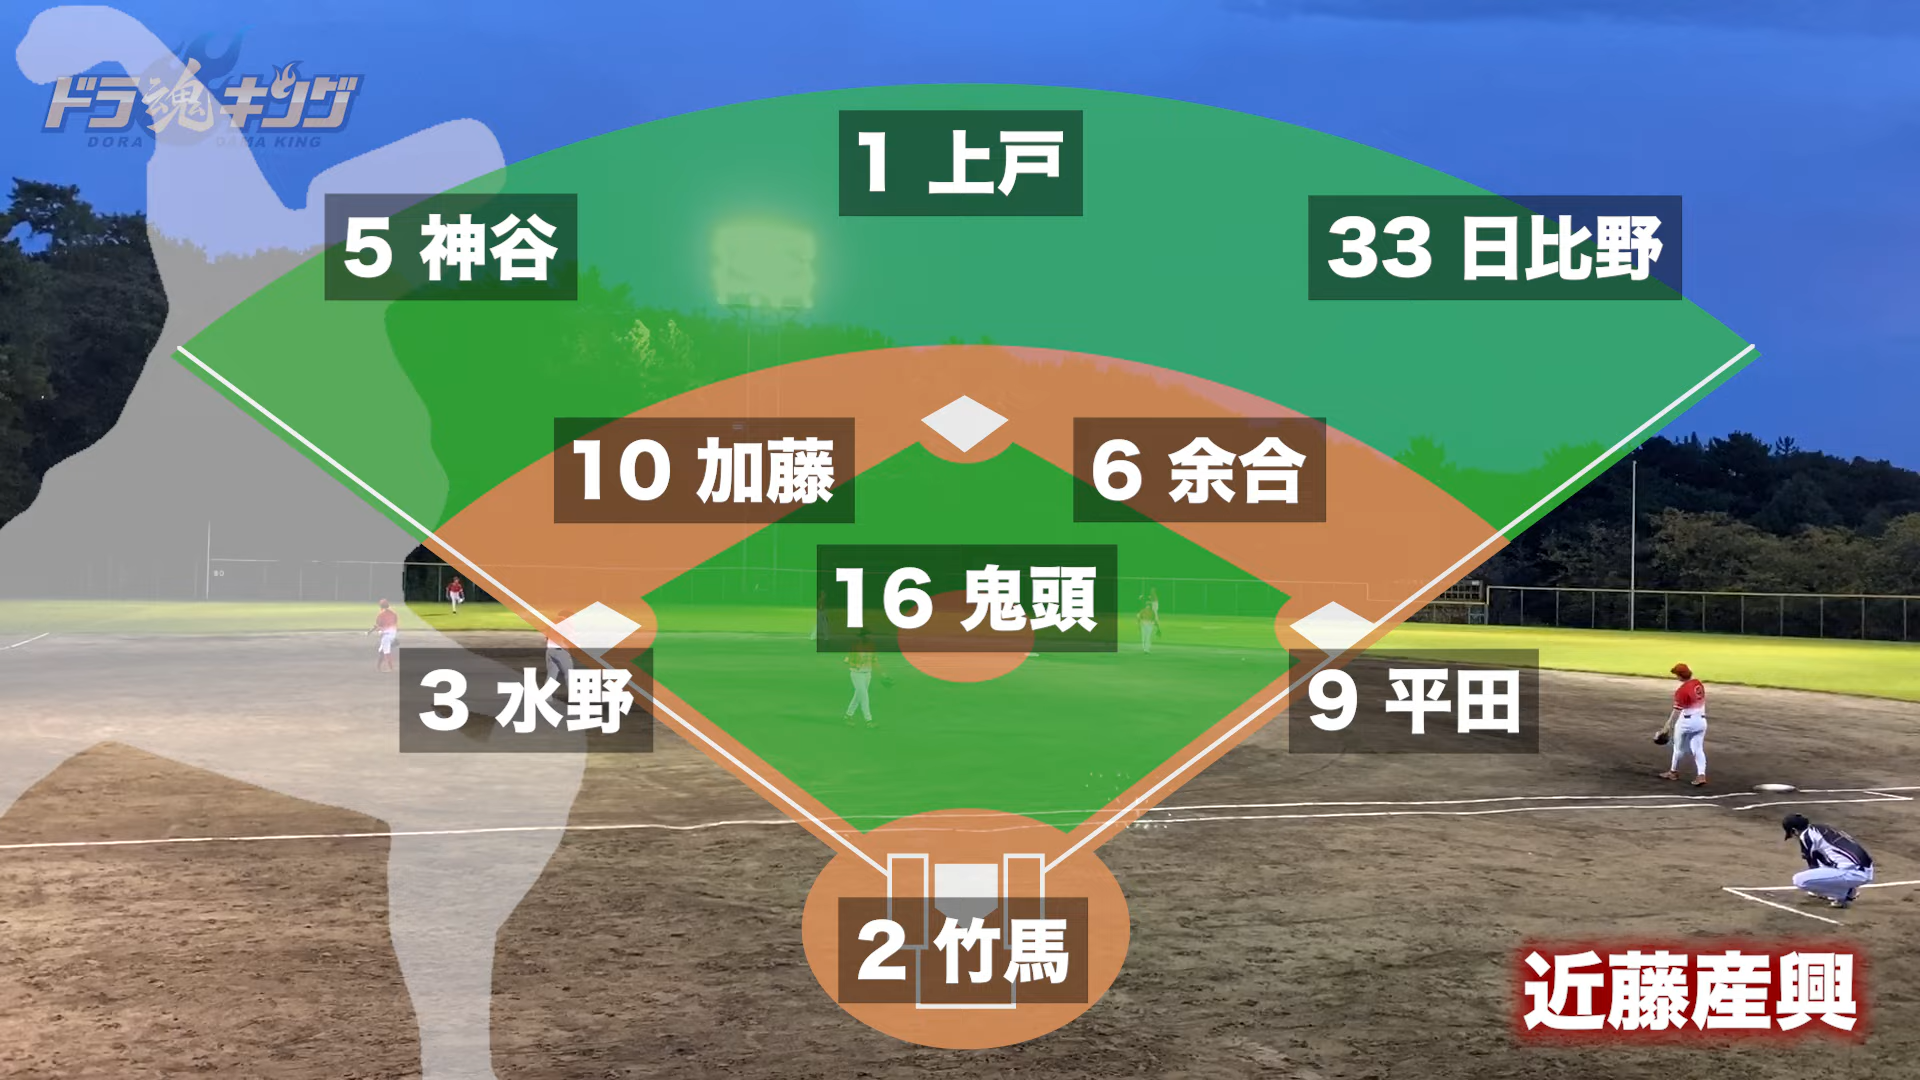 ドラ魂キング
DORA DAMA KING
1 上戸
5 神谷
33 日比野
10 加藤
6 余合
16 鬼頭
3 水野
9 平田
2 竹馬
近藤産興